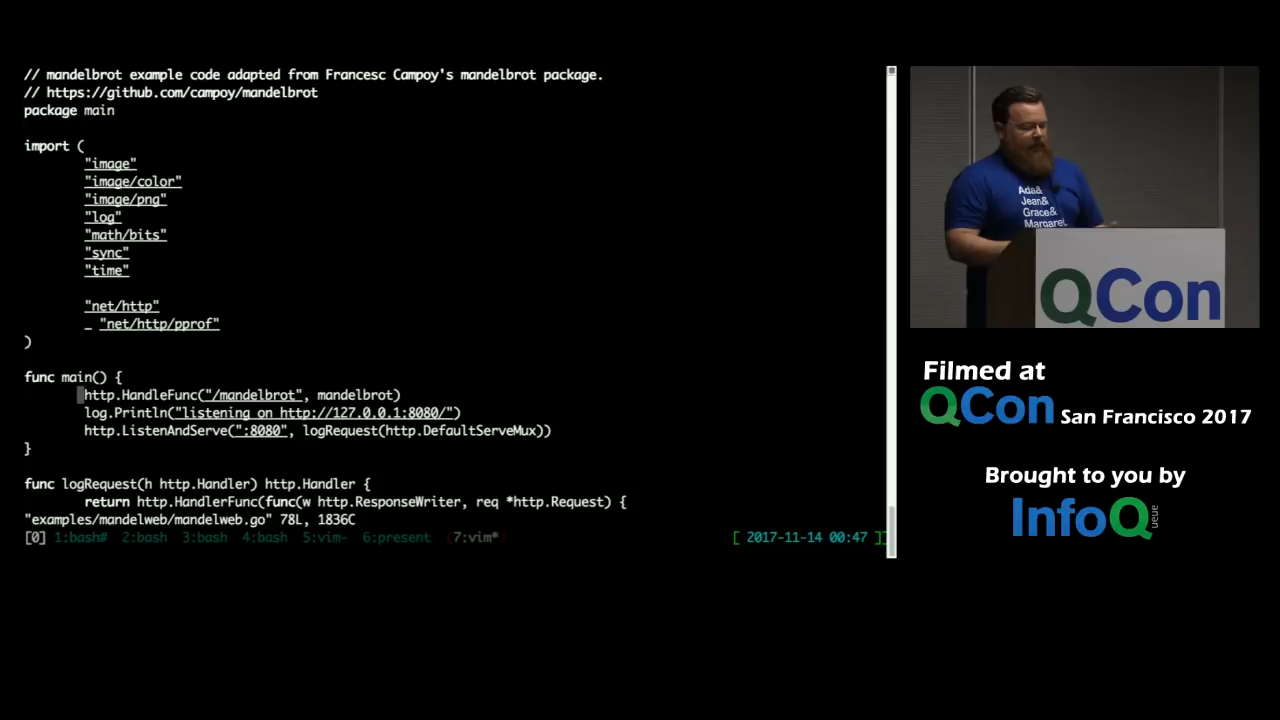 // mandelbrot example code adapted from Francesc Campoy's mandelbrot package.
// https://github.com/campoy/mandelbrot
package main
import (
"image"
"image/color"
"image/png"
"log"
"math/bits"
"sync"
"time"
"net/http"
_ "net/http/pprof"
)
func main() {
http.HandleFunc("/mandelbrot", mandelbrot)
log.Println("listening on http://127.0.0.1:8080/")
http.ListenAndServe(":8080", logRequest(http.DefaultServeMux))
}
func logRequest(h http.Handler) http.Handler {
return http.HandlerFunc(func(w http.ResponseWriter, req *http.Request) {
"examples/mandelweb/mandelweb.go" 78L, 1836C
[0] 1:bash# 2:bash 3:bash 4:bash 5:vim- 6:present (7:vim*) [ 2017-11-14 00:47 ]]
Ada&
Jean&
Grace&
Margaret.
QCon
Filmed at
QCon San Francisco 2017
Brought to you by
InfoQ
ueue